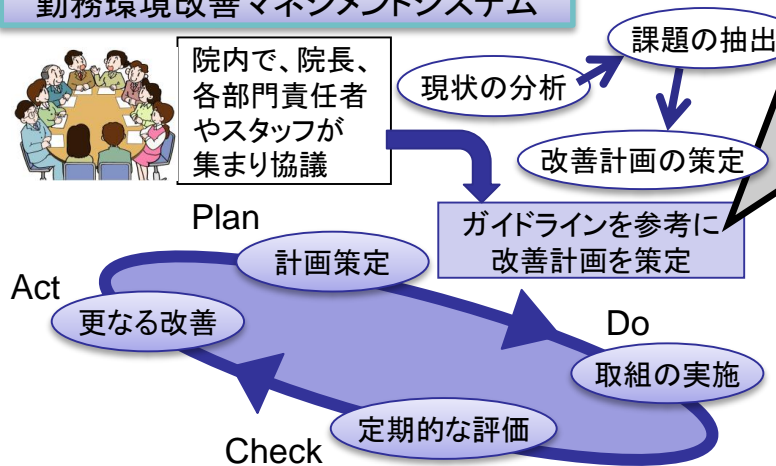 勤務環境改善マネジメントシステム
院内で、院長、
各部門責任者
やスタッフが
集まり協議
現状の分析
課題の抽出
改善計画の策定
ガイドラインを参考に
改善計画を策定
Plan
計画策定
Act
更なる改善
Do
取組の実施
定期的な評価
Check